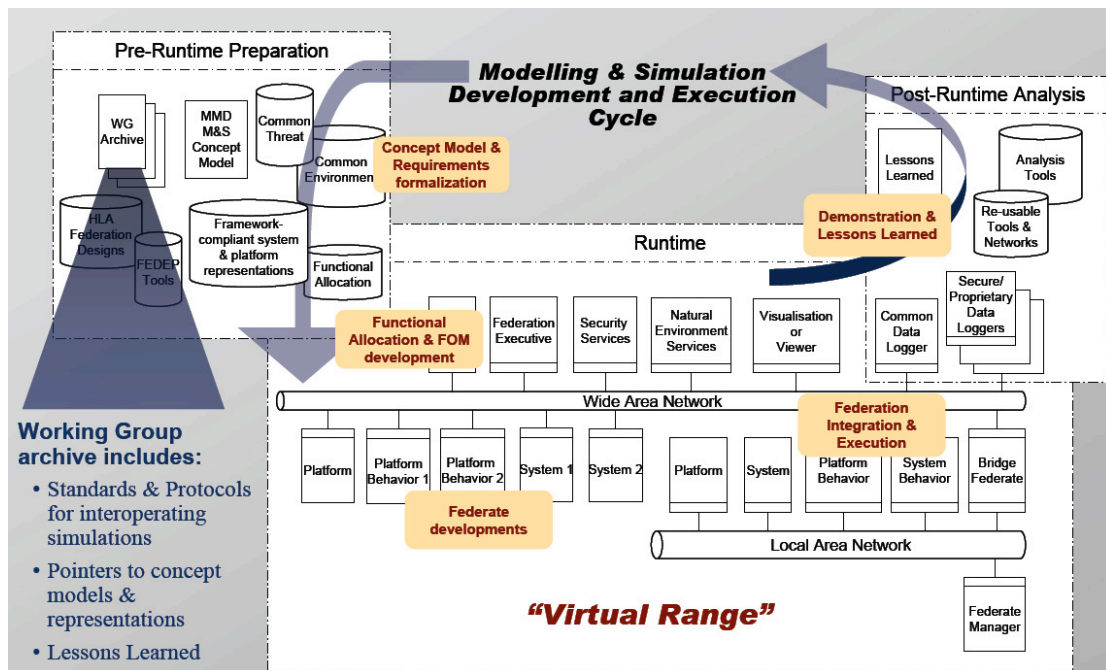 Pre-Runtime Preparation
Modelling & Simulation
Development and Execution
Cycle
Post-Runtime Analysis
WG
Archive
MMD
M&S
Concept
Model
Common
Threat
Common
Environmen
Concept Model &
Requirements
formalization
HLA
Federation
Designs
FEDEP
Tools
Framework-
compliant system
& platform
representations
Functional
Allocation
Lessons
Learned
Analysis
Tools
Re-usable
Tools &
Networks
Demonstration &
Lessons Learned
Runtime
Functional
Allocation & FOM
development
Federation
Executive
Security
Services
Natural
Environment
Services
Visualisation
or
Viewer
Common
Data
Logger
Secure/
Proprietary
Data
Loggers
Wide Area Network
Federation
Integration &
Execution
Platform
Platform
Behavior 1
Platform
Behavior 2
System 1
System 2
Platform
System
Platform
Behavior
System
Behavior
Bridge
Federate
Federate
developments
Local Area Network
Federate
Manager
"Virtual Range"
Working Group
archive includes:
• Standards & Protocols
for interoperating
simulations
• Pointers to concept
models &
representations
• Lessons Learned